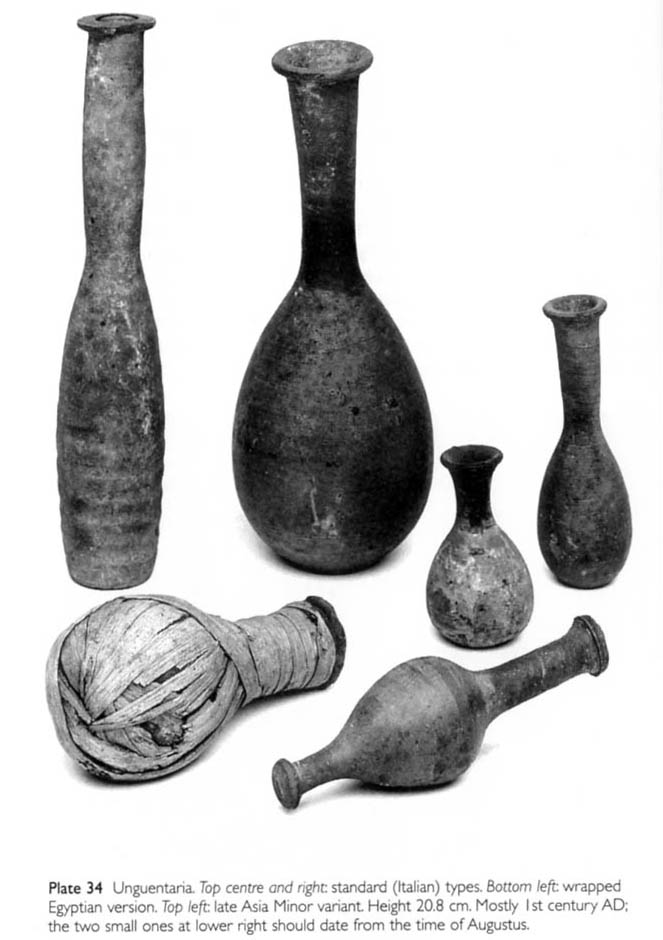 Plate 34 Unguentaria. Top centre and right: standard (Italian) types. Bottom left: wrapped
Egyptian version. Top left: late Asia Minor variant. Height 20.8 cm. Mostly 1st century AD;
the two small ones at lower right should date from the time of Augustus.